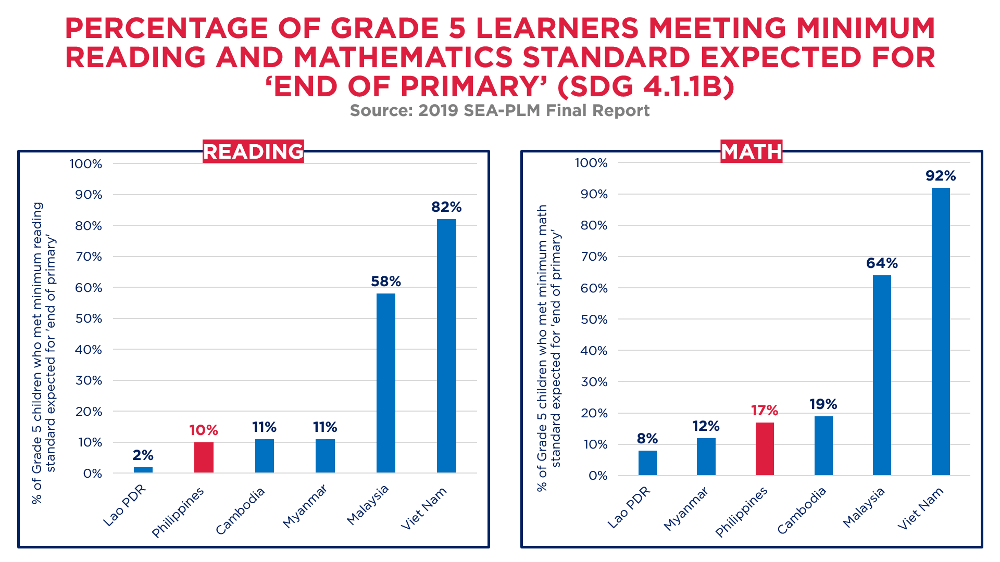 PERCENTAGE OF GRADE 5 LEARNERS MEETING MINIMUM
READING AND MATHEMATICS STANDARD EXPECTED FOR
‘END OF PRIMARY’ (SDG 4.1.1B)
Source: 2019 SEA-PLM Final Report
READING
% of Grade 5 children who met minimum reading
standard expected for 'end of primary'
100%
90%
80%
70%
60%
50%
40%
30%
20%
10%
0%
2%
10%
11%
11%
58%
82%
Lao PDR
Philippines
Cambodia
Myanmar
Malaysia
Viet Nam
MATH
% of Grade 5 children who met minimum math
standard expected for 'end of primary'
100%
90%
80%
70%
60%
50%
40%
30%
20%
10%
0%
8%
12%
17%
19%
64%
92%
Lao PDR
Myanmar
Philippines
Cambodia
Malaysia
Viet Nam